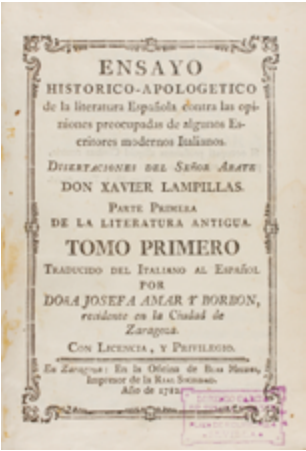 ENSAYO
HISTORICO-APOLOGETICO
de la literatura Española contra las opi-
niones preocupadas de algunos Es-
critores modernos Italianos.
DISERTACIONES DEL SEÑOR ABATE
DON XAVIER LAMPILLAS.
PARTE PRIMERA
DE LA LITERATURA ANTIGUA.
TOMO PRIMERO
TRADUCIDO DEL ITALIANO AL ESPAÑOL
POR
DOÑA JOSEFA AMAR Y BORBON,
residente en la Ciudad de
Zaragoza.
CON LICENCIA, Y PRIVILEGIO.
En Zaragoza: En la Oficina de BLAS MIEDES,
Impresor de la REAL SOCIEDAD.
Año de